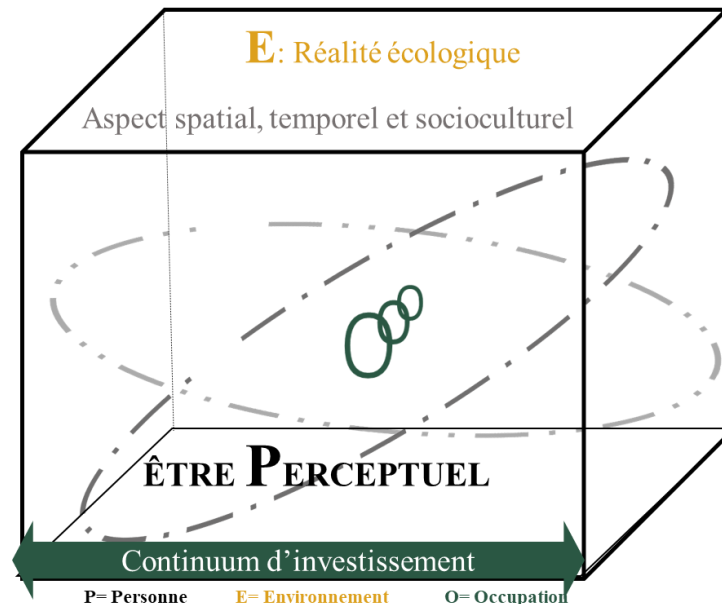 E: Réalité écologique
Aspect spatial, temporel et socioculturel
ÊTRE PERCEPTUEL
Continuum d’investissement
P= Personne E= Environnement O= Occupation